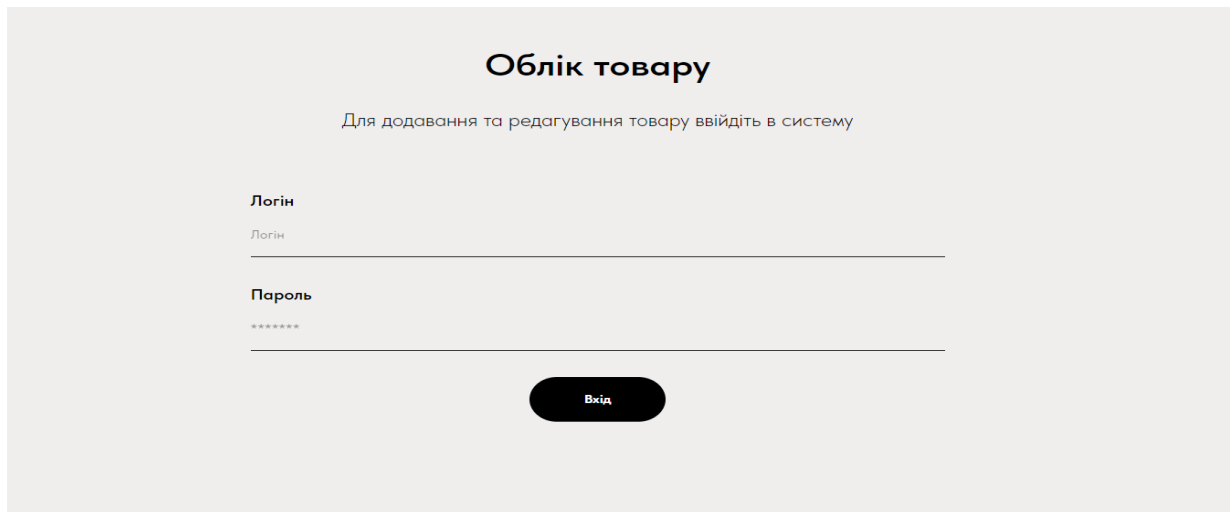 Облік товару
Для додавання та редагування товару ввійдіть в систему
Логін
Логін
Пароль
*******
Вхід